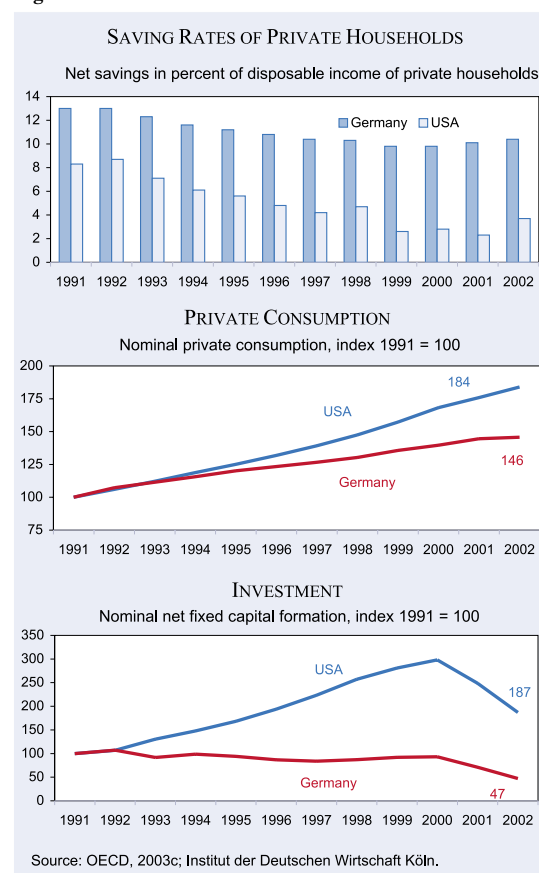 SAVING RATES OF PRIVATE HOUSEHOLDS
Net savings in percent of disposable income of private households
14
12
10
8
6
4
2
0
Germany USA
1991 1992 1993 1994 1995 1996 1997 1998 1999 2000 2001 2002
PRIVATE CONSUMPTION
Nominal private consumption, index 1991 = 100
200
175
150
125
100
75
184
USA
146
Germany
1991 1992 1993 1994 1995 1996 1997 1998 1999 2000 2001 2002
INVESTMENT
Nominal net fixed capital formation, index 1991 = 100
350
300
250
200
150
100
50
0
USA
187
Germany
47
1991 1992 1993 1994 1995 1996 1997 1998 1999 2000 2001 2002
Source: OECD, 2003c; Institut der Deutschen Wirtschaft Köln.